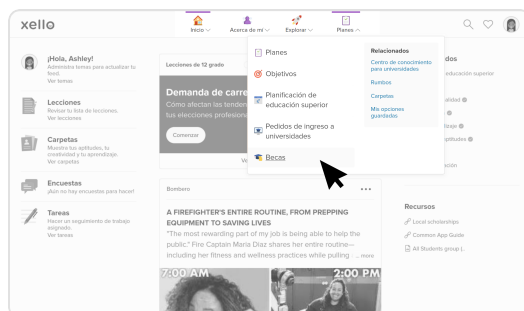 xello
Inicio
Acerca de mí
Explorar
Planes
¡Hola, Ashley!
Administra temas para actualizar tu
feed.
Ver temas
Lecciones
Revisar tu lista de lecciones.
Ver lecciones
Carpetas
Muestra tus aptitudes, tu
creatividad y tu aprendizaje.
Ver carpetas
Encuestas
¡Aún no hay encuestas para hacer!
Tareas
Hacer un seguimiento de trabajo
asignado.
Ver tareas
Lecciones de 12 grado
Demanda de carre
Cómo afectan las tenden
tus elecciones profesion
Comenzar
Ve
Planes
Objetivos
Planificación de
educación superior
Pedidos de ingreso a
universidades
Becas
Relacionados
Centro de conocimiento
para universidades
Rumbos
Carpetas
Mis opciones
guardadas
Bombero
A FIREFIGHTER'S ENTIRE ROUTINE, FROM PREPPING
EQUIPMENT TO SAVING LIVES
"The most rewarding part of my job is being able to help the
public." Fire Captain Maria Diaz shares her entire routine—
including her fitness and wellness practices while pulling ... more
7:00 AM
2:00 PM
dos
educación superior
alidad
ptitudes
ción
Recursos
Local scholarships
Common App Guide
All Students group (..